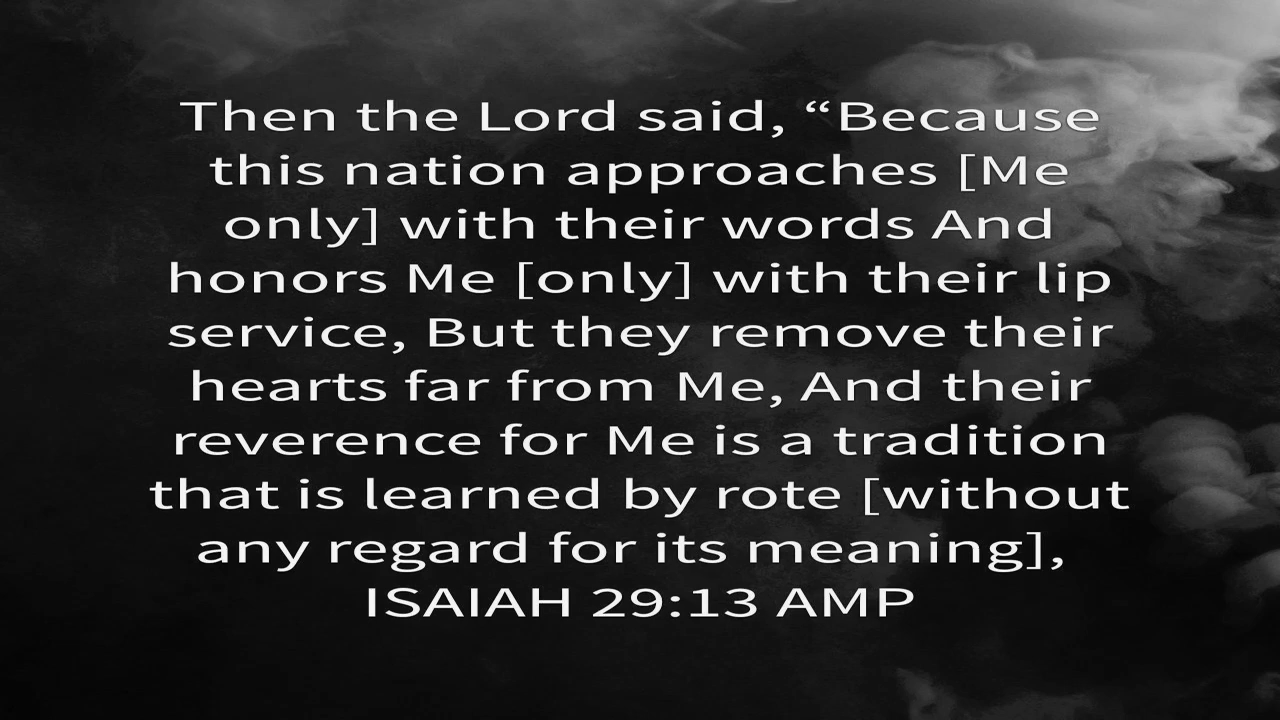 Then the Lord said, “Because
this nation approaches [Me
only] with their words And
honors Me [only] with their lip
service, But they remove their
hearts far from Me, And their
reverence for Me is a tradition
that is learned by rote [without
any regard for its meaning],
ISAIAH 29:13 AMP